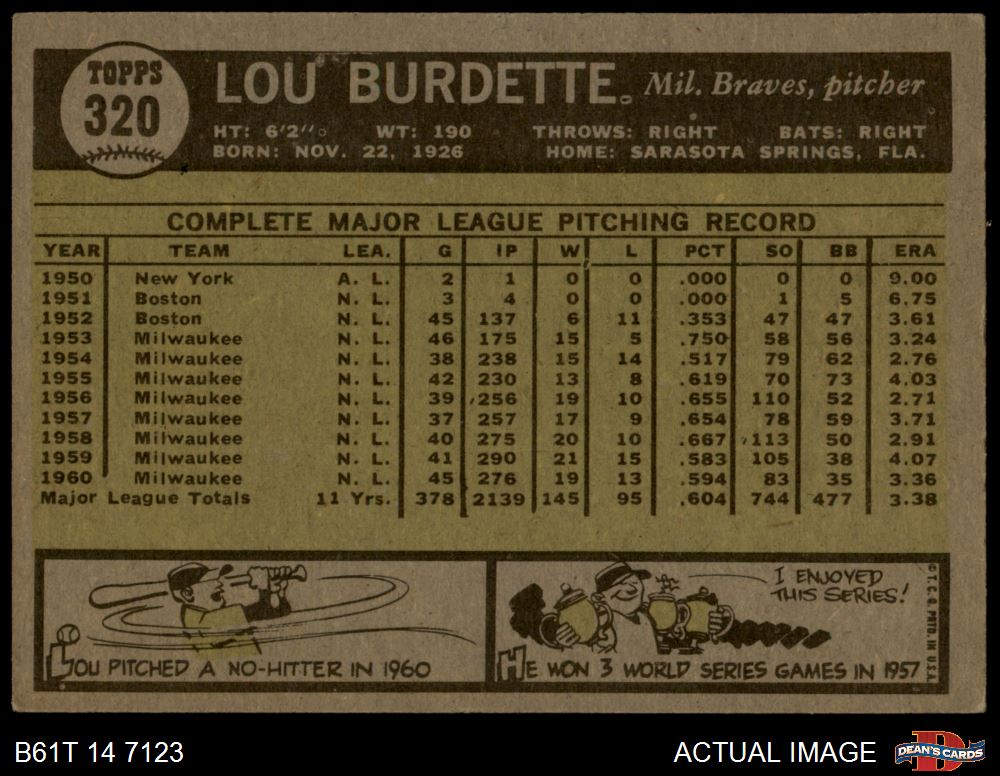 TOPPS
320
LOU BURDETTE. Mil. Braves, pitcher
HT: 6'2" WT: 190 THROWS: RIGHT BATS: RIGHT
BORN: NOV. 22, 1926 HOME: SARASOTA SPRINGS, FLA.
COMPLETE MAJOR LEAGUE PITCHING RECORD
YEAR TEAM LEA. G IP W L PCT SO BB ERA
1950 New York A. L. 2 1 0 0 .000 0 0 9.00
1951 Boston N. L. 3 4 0 0 .000 1 5 6.75
1952 Boston N. L. 45 137 6 11 .353 47 47 3.61
1953 Milwaukee N. L. 46 175 15 5 .750 58 56 3.24
1954 Milwaukee N. L. 38 238 15 14 .517 79 62 2.76
1955 Milwaukee N. L. 42 230 13 8 .619 70 73 4.03
1956 Milwaukee N. L. 39 256 19 10 .655 110 52 2.71
1957 Milwaukee N. L. 37 257 17 9 .654 78 59 3.71
1958 Milwaukee N. L. 40 275 20 10 .667 113 50 2.91
1959 Milwaukee N. L. 41 290 21 15 .583 105 38 4.07
1960 Milwaukee N. L. 45 276 19 13 .594 83 35 3.36
Major League Totals 11 Yrs. 378 2139 145 95 .604 744 477 3.38
LOU PITCHED A NO-HITTER IN 1960
I ENJOYED
THIS SERIES!
HE WON 3 WORLD SERIES GAMES IN 1957
© T. C. G. PRTD. IN U.S.A.
B61T 14 7123
ACTUAL IMAGE
DEAN'S CARDS